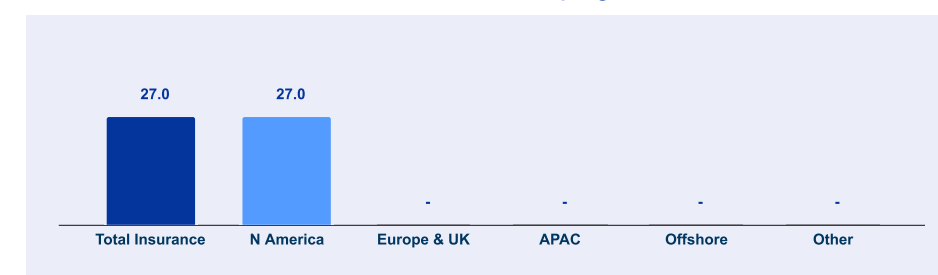 27.0 27.0 - - - -
Total Insurance N America Europe & UK APAC Offshore Other